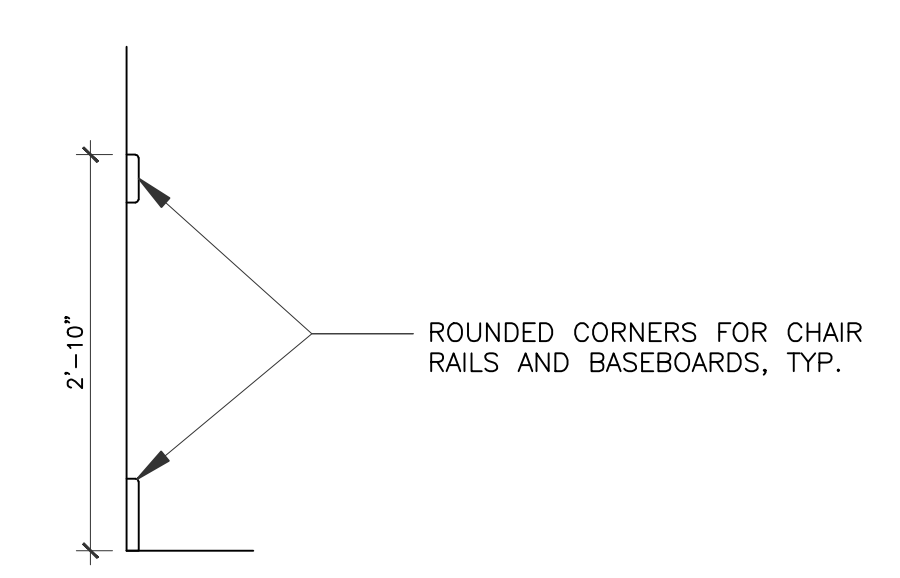 2'-10"
ROUNDED CORNERS FOR CHAIR
RAILS AND BASEBOARDS, TYP.